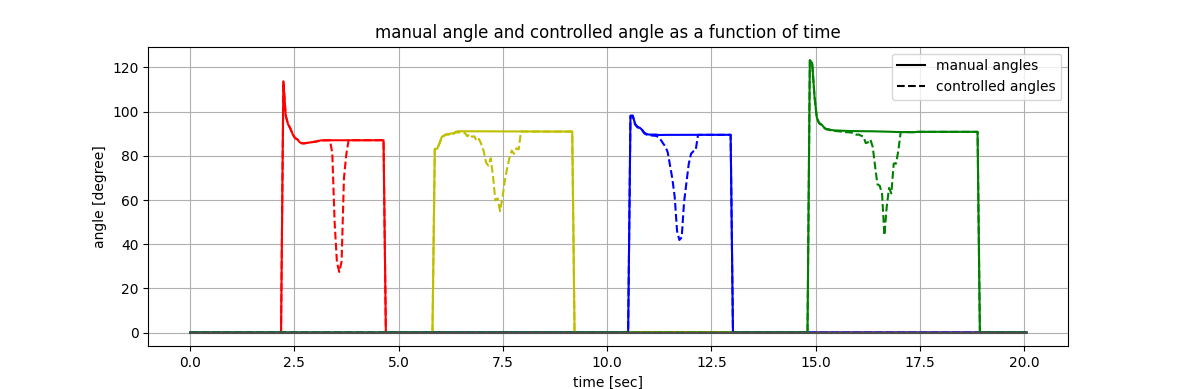 manual angle and controlled angle as a function of time
manual angles
controlled angles
angle [degree]
120
100
80
60
40
20
0
0.0 2.5 5.0 7.5 10.0 12.5 15.0 17.5 20.0
time [sec]